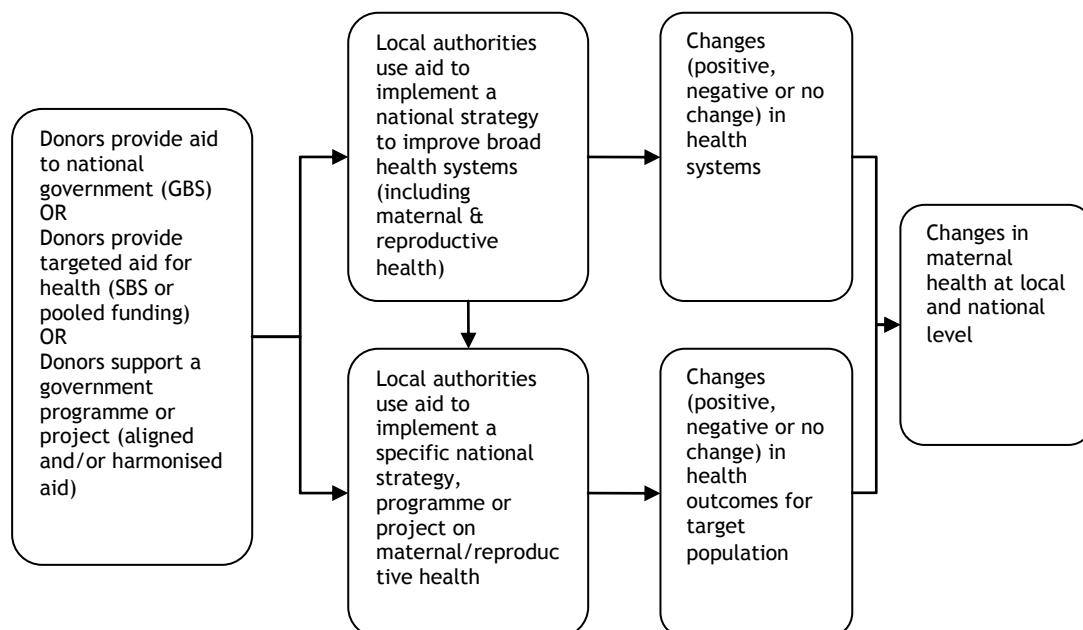 Donors provide aid
to national
government (GBS)
OR
Donors provide
targeted aid for
health (SBS or
pooled funding)
OR
Donors support a
government
programme or
project (aligned
and/or harmonised
aid)
Local authorities
use aid to
implement a
national strategy
to improve broad
health systems
(including
maternal &
reproductive
health)
Changes
(positive,
negative or no
change) in
health
systems
Local authorities
use aid to
implement a
specific national
strategy,
programme or
project on
maternal/reproduc
tive health
Changes
(positive,
negative or no
change) in
health
outcomes for
target
population
Changes in
maternal
health at local
and national
level